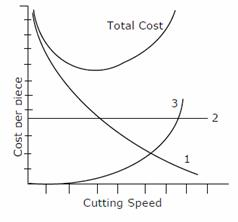 Total Cost
3
2
1
Cost per piece
Cutting Speed